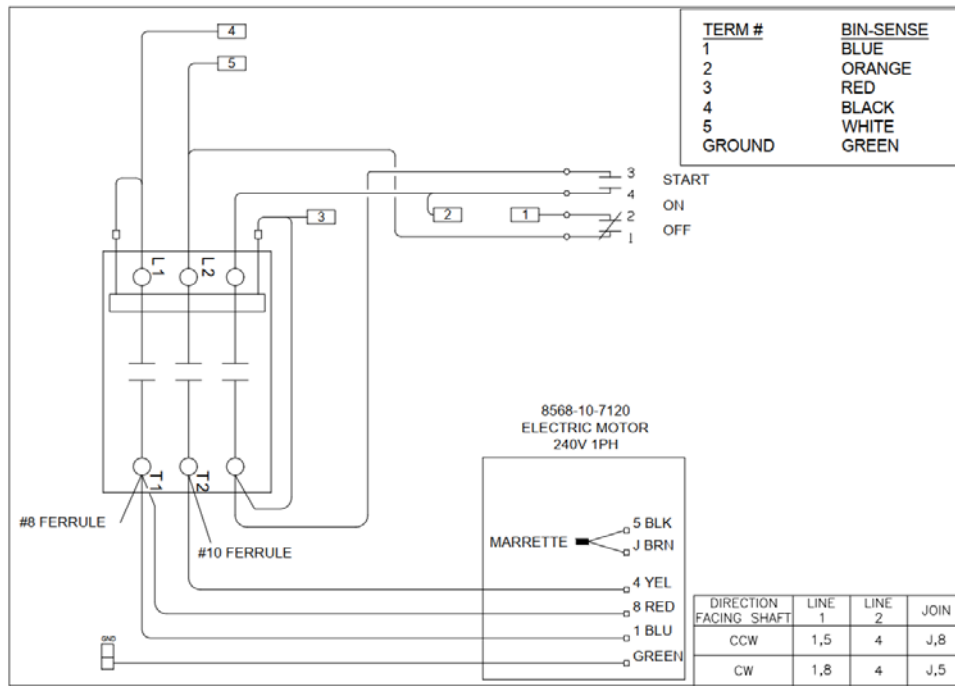 4
5
TERM # BIN-SENSE
1 BLUE
2 ORANGE
3 RED
4 BLACK
5 WHITE
GROUND GREEN
3 START
4
ON
3 2 1 2
OFF
1
L1 L2
8568-10-7120
ELECTRIC MOTOR
240V 1PH
T1 T2
#8 FERRULE
#10 FERRULE
5 BLK
MARRETTE
J BRN
4 YEL
8 RED
1 BLU
GREEN
GND
DIRECTION FACING SHAFT LINE 1 LINE 2 JOIN
CCW 1,5 4 J,8
CW 1,8 4 J,5